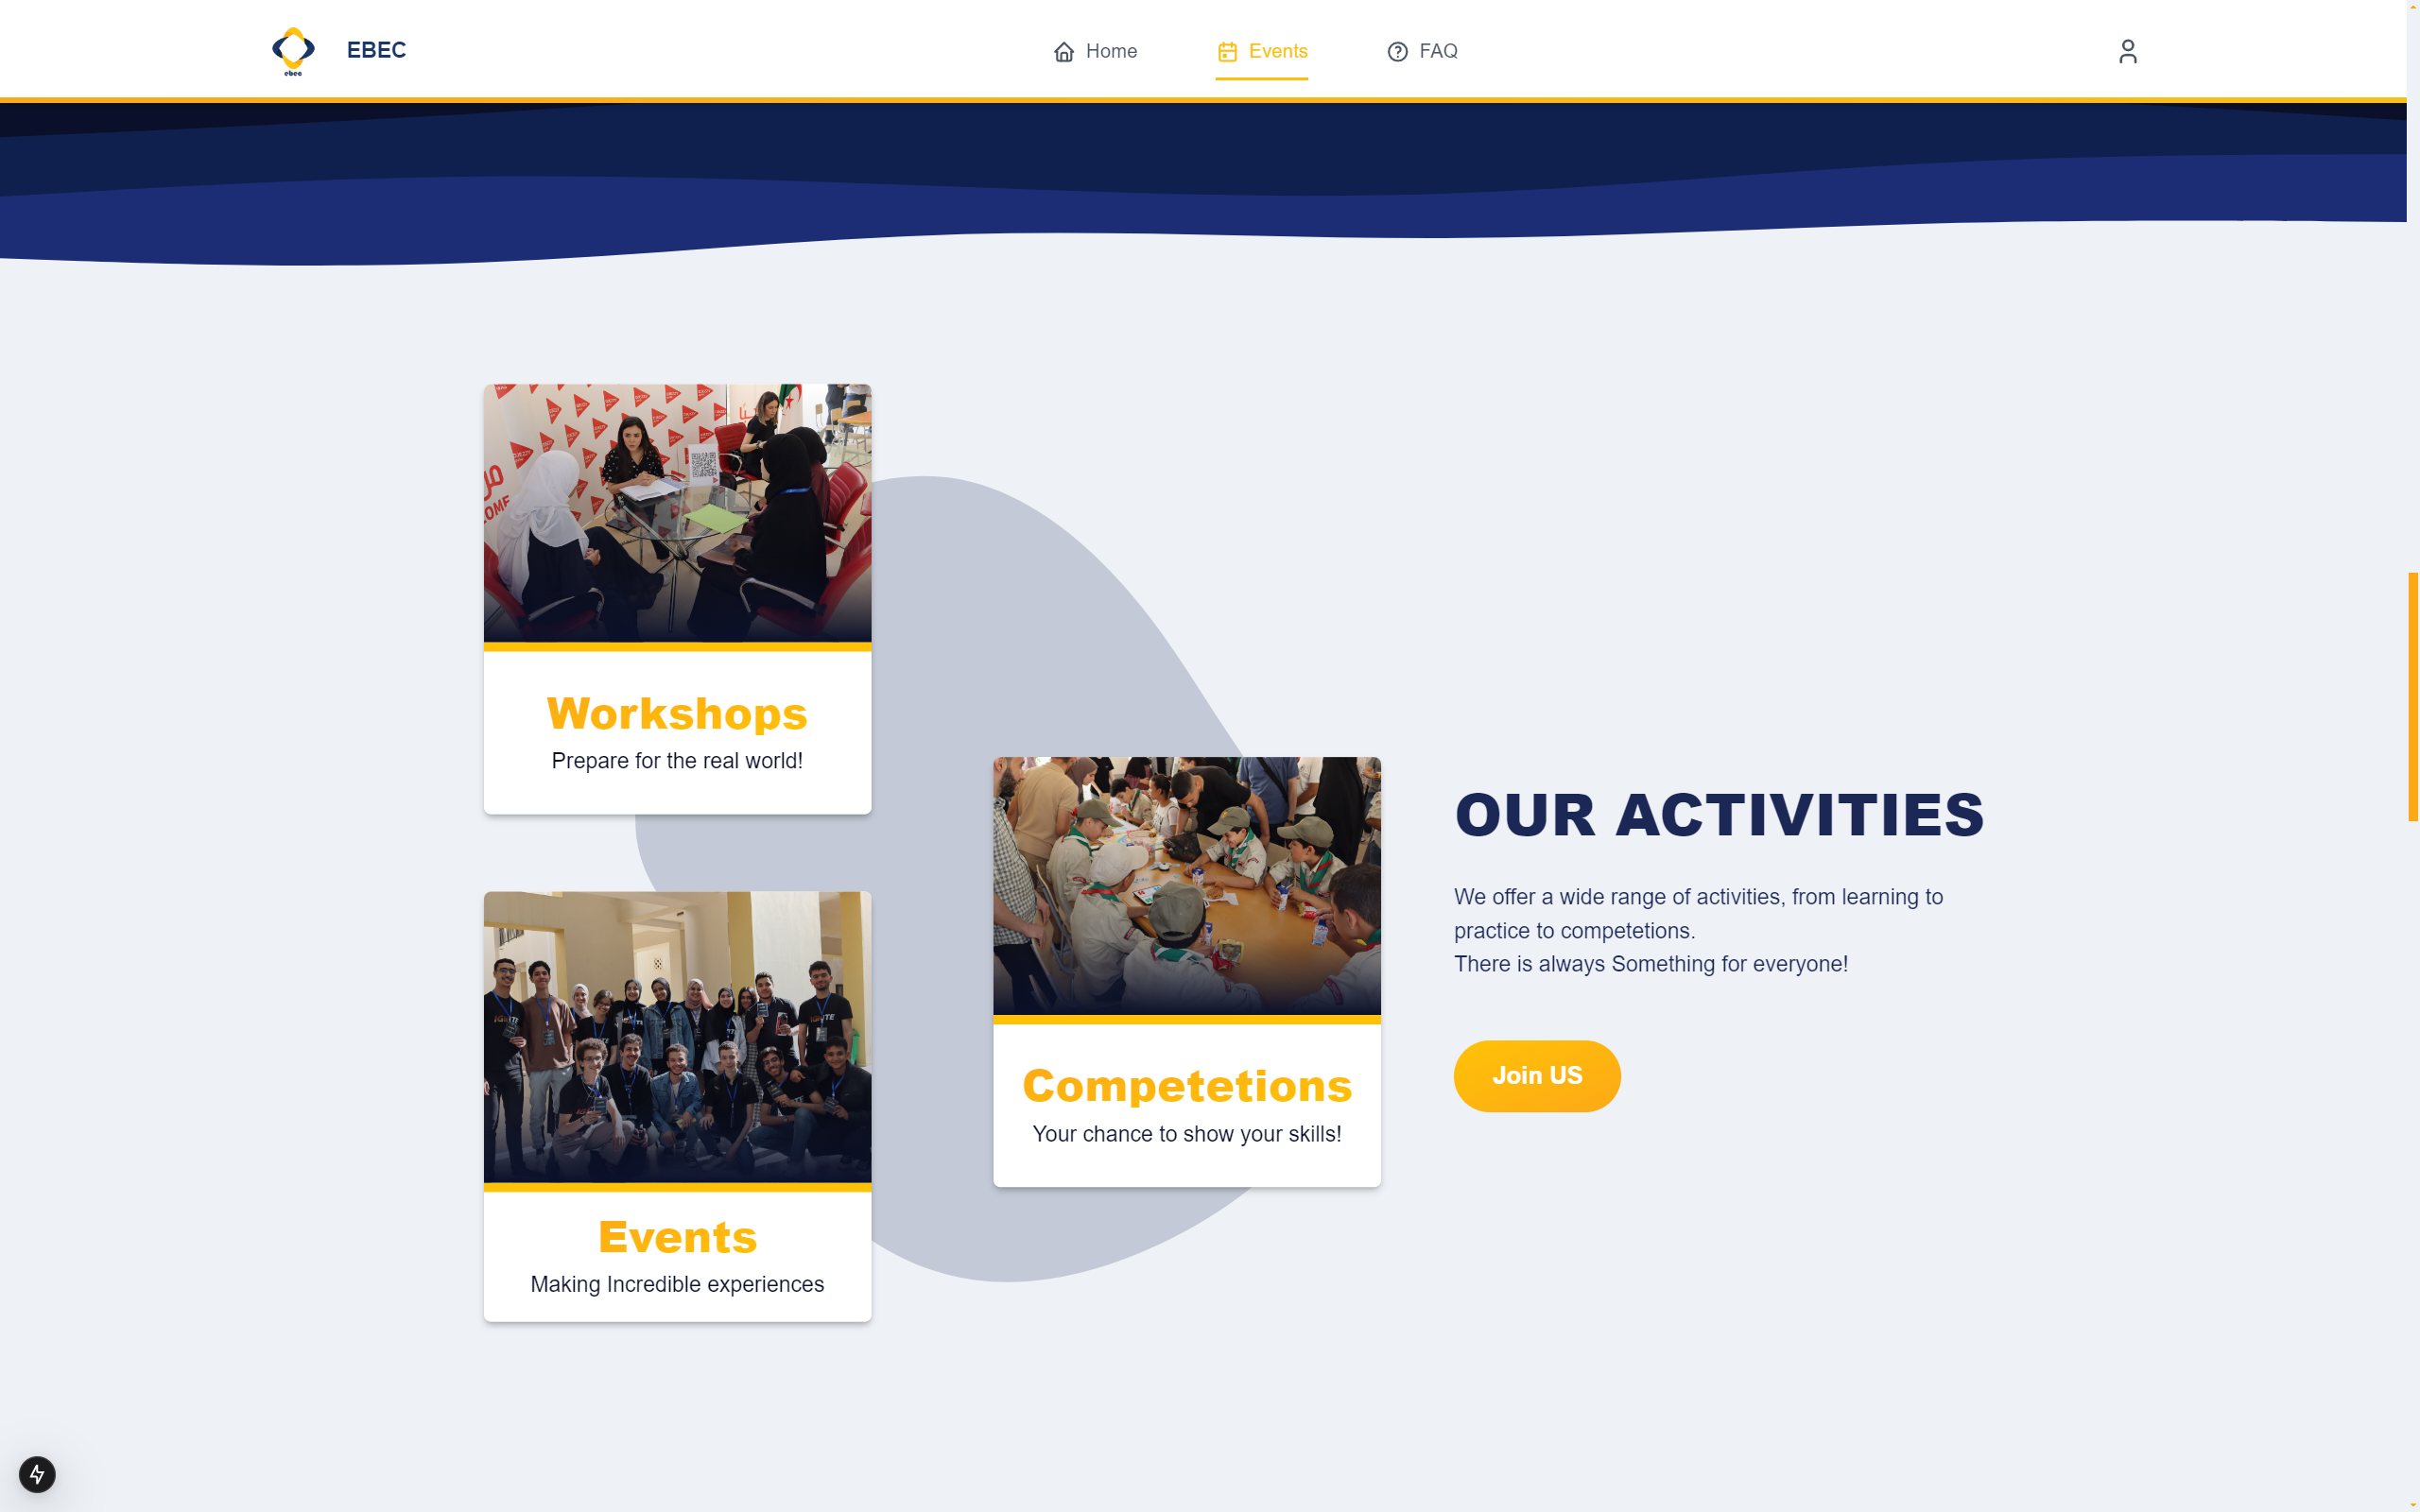 ebec
EBEC
Home
Events
FAQ
Workshops
Prepare for the real world!
Events
Making Incredible experiences
Competetions
Your chance to show your skills!
OUR ACTIVITIES
We offer a wide range of activities, from learning to
practice to competetions.
There is always Something for everyone!
Join US